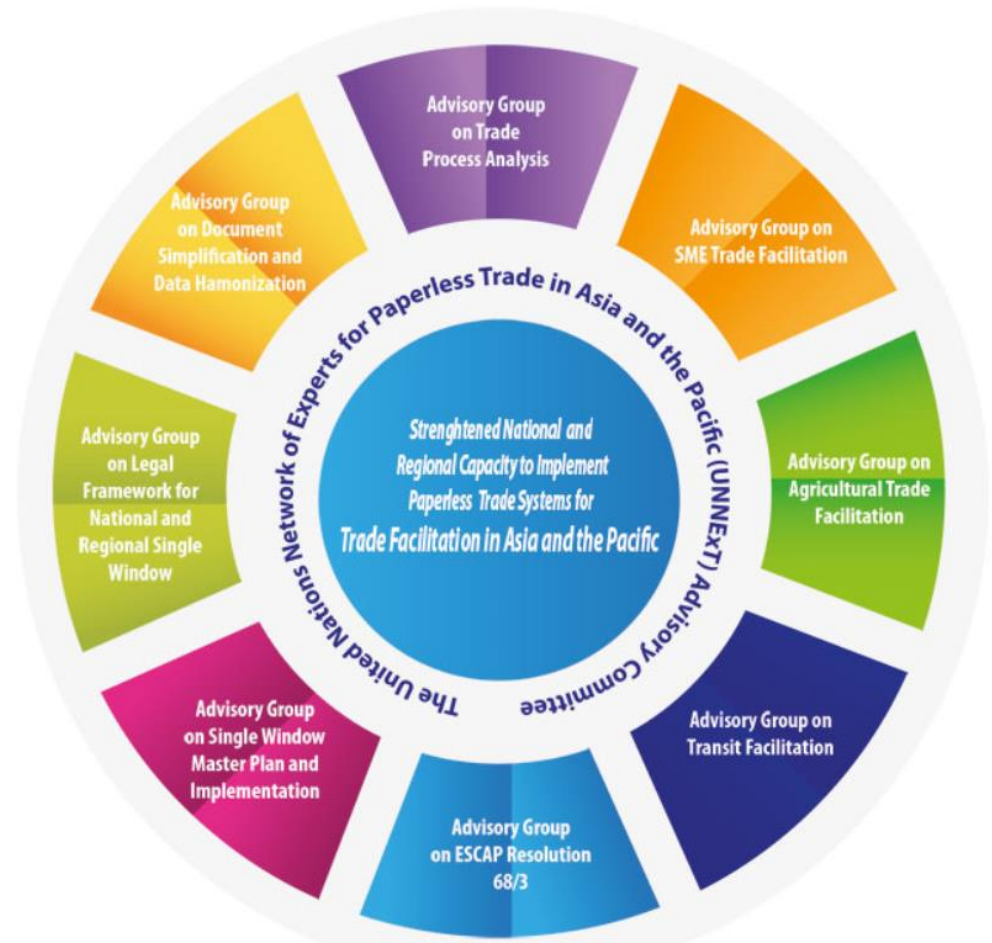 Advisory Group
on Trade
Process Analysis
Advisory Group on
SME Trade Facilitation
Advisory Group on
Agricultural Trade
Facilitation
Advisory Group on
Transit Facilitation
Advisory Group
on ESCAP Resolution
68/3
Advisory Group
on Single Window
Master Plan and
Implementation
Advisory Group
on Legal
Framework for
National and
Regional Single
Window
Advisory Group
on Document
Simplification and
Data Hamonization
The United Nations Network of Experts for Paperless Trade in Asia and the Pacific (UNNExT) Advisory Committee
Strenghtened National and
Regional Capacity to Implement
Paperless Trade Systems for
Trade Facilitation in Asia and the Pacific